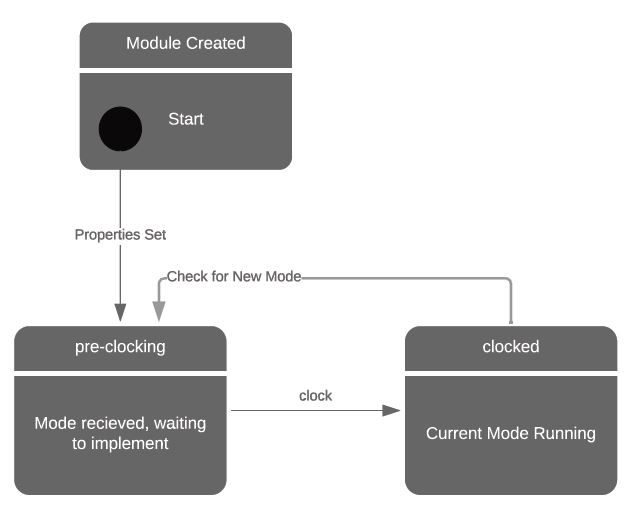 Module Created
Start
Properties Set
Check for New Mode
pre-clocking
clocked
Mode recieved, waiting
to implement
clock
Current Mode Running